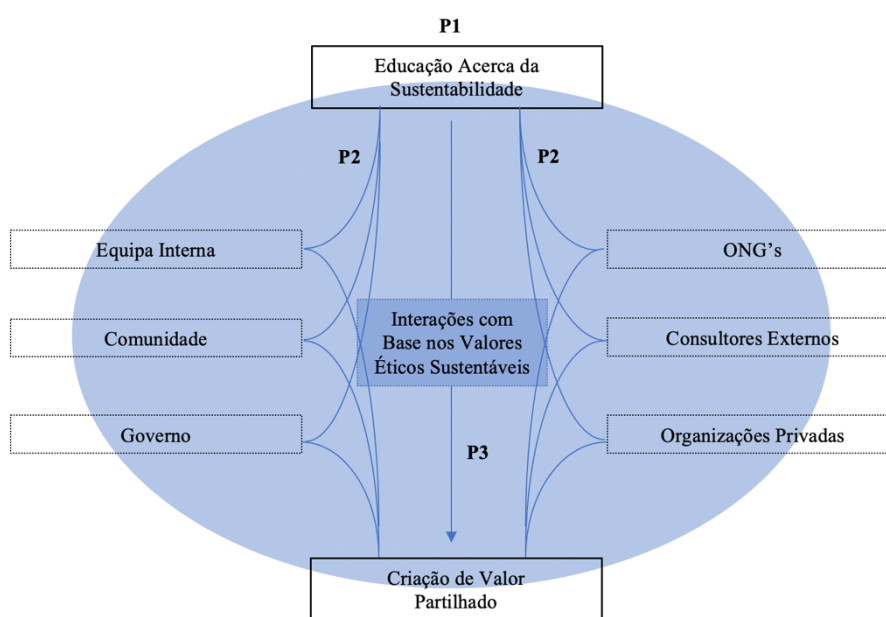 P1
Educação Acerca da
Sustentabilidade
P2
P2
Equipa Interna
ONG’s
Interações com
Base nos Valores
Éticos Sustentáveis
Comunidade
Consultores Externos
Governo
Organizações Privadas
P3
Criação de Valor
Partilhado